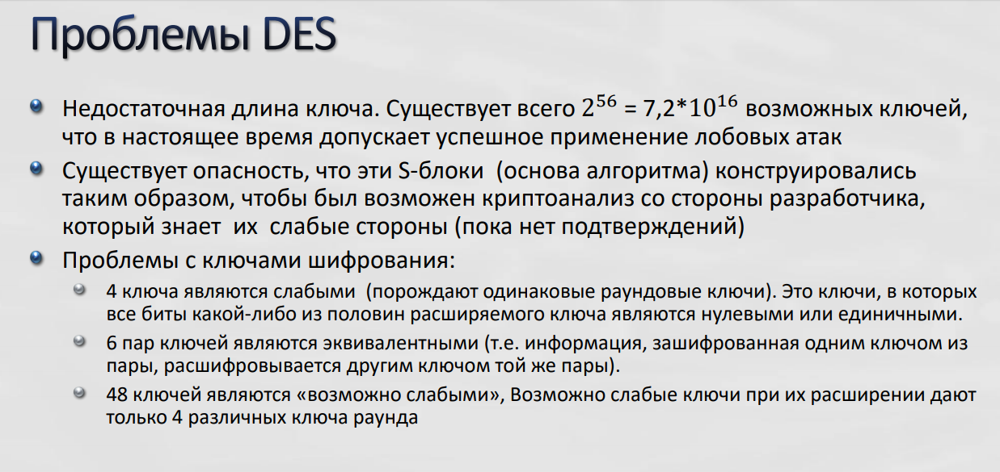 Проблемы DES
Недостаточная длина ключа. Существует всего 2^56 = 7,2*10^16 возможных ключей,
что в настоящее время допускает успешное применение лобовых атак
Существует опасность, что эти S-блоки (основа алгоритма) конструировались
таким образом, чтобы был возможен криптоанализ со стороны разработчика,
который знает их слабые стороны (пока нет подтверждений)
Проблемы с ключами шифрования:
4 ключа являются слабыми (порождают одинаковые раундовые ключи). Это ключи, в которых
все биты какой-либо из половин расширяемого ключа являются нулевыми или единичными.
6 пар ключей являются эквивалентными (т.е. информация, зашифрованная одним ключом из
пары, расшифровывается другим ключом той же пары).
48 ключей являются «возможно слабыми», Возможно слабые ключи при их расширении дают
только 4 различных ключа раунда